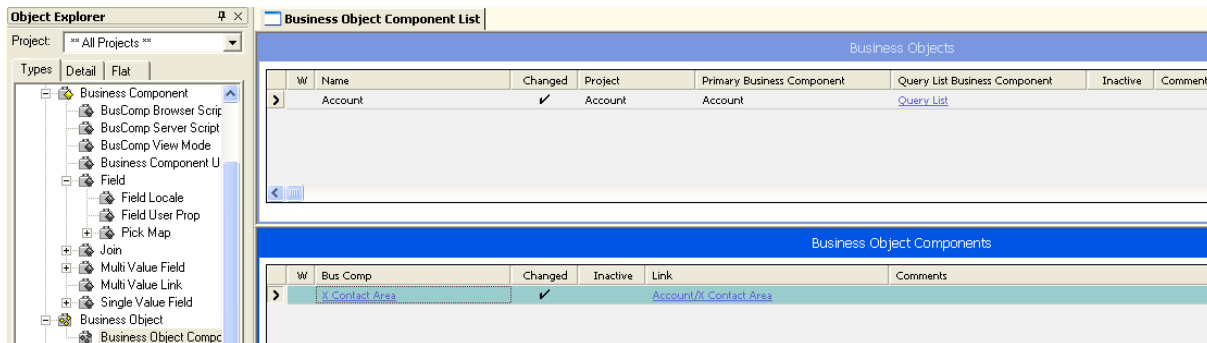 Object Explorer
Project: ** All Projects **
Types Detail Flat
Business Component
BusComp Browser Scrip
BusComp Server Script
BusComp View Mode
Business Component U
Field
Field Locale
Field User Prop
Pick Map
Join
Multi Value Field
Multi Value Link
Single Value Field
Business Object
Business Object Compc
Business Object Component List
Business Objects
W Name Changed Project Primary Business Component Query List Business Component Inactive Comment
Account ✓ Account Account Query List
Business Object Components
W Bus Comp Changed Inactive Link Comments
X Contact Area ✓ Account/X Contact Area